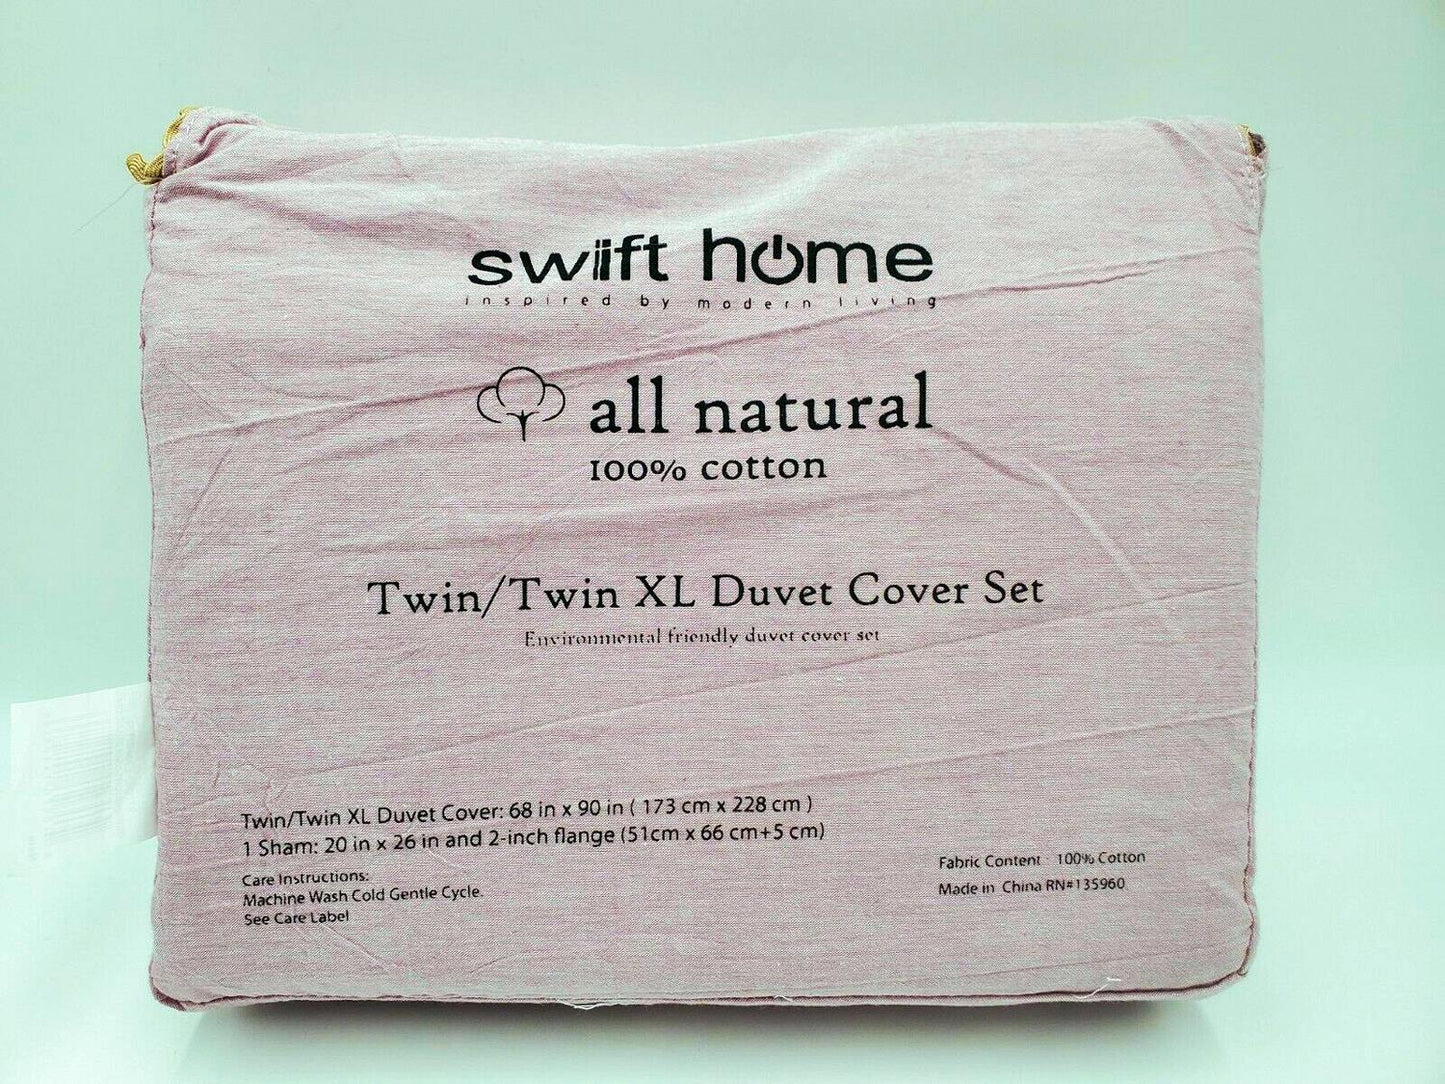 swiift home
inspired by modern living
all natural
100% cotton
Twin/Twin XL Duvet Cover Set
Environmental friendly duvet cover set
Twin/Twin XL Duvet Cover: 68 in x 90 in ( 173 cm x 228 cm )
1 Sham: 20 in x 26 in and 2-inch flange (51cm x 66 cm+5 cm)
Care Instructions:
Machine Wash Cold Gentle Cycle.
See Care Label
Fabric Content 100% Cotton
Made in China RN#135960